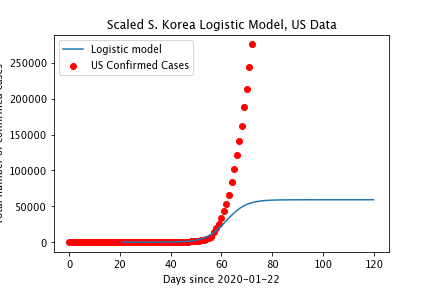 Scaled S. Korea Logistic Model, US Data
Logistic model
US Confirmed Cases
250000
200000
150000
100000
50000
0
0 20 40 60 80 100 120
Days since 2020-01-22